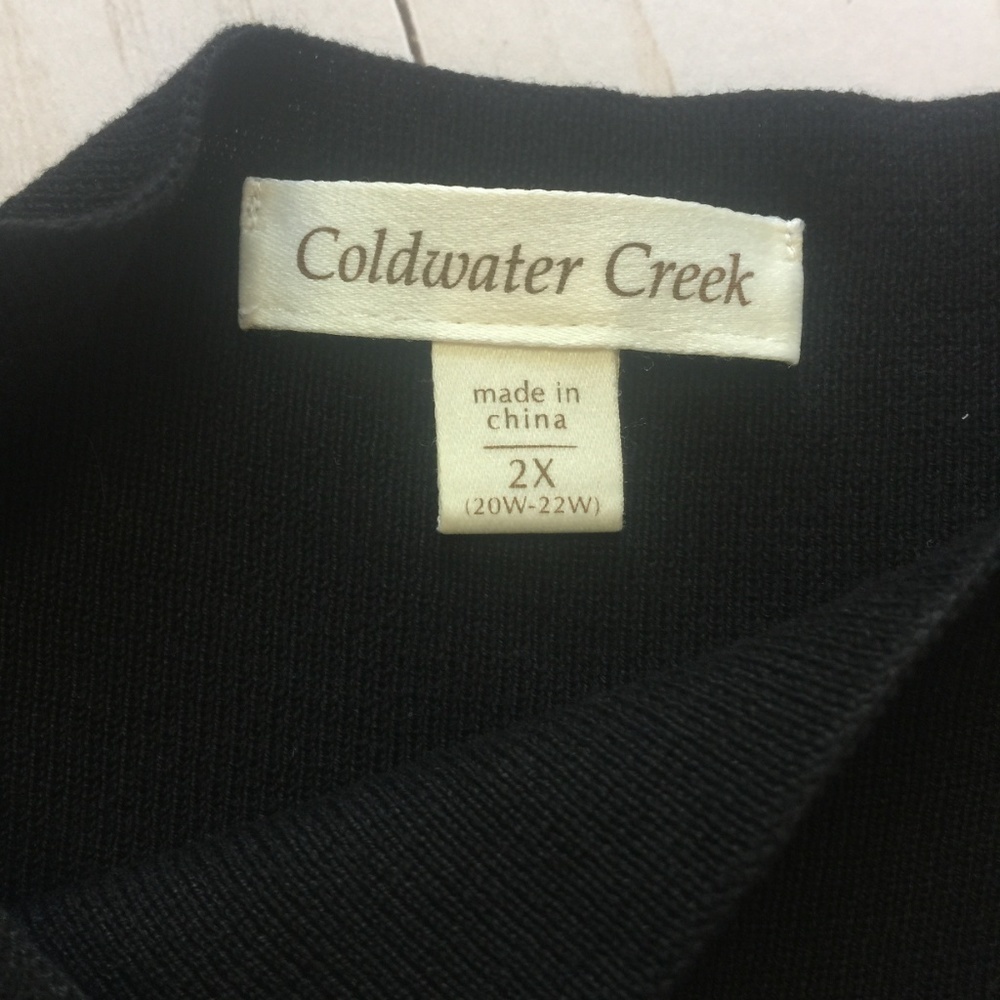 Coldwater Creek
made in
china
2X
(20W-22W)